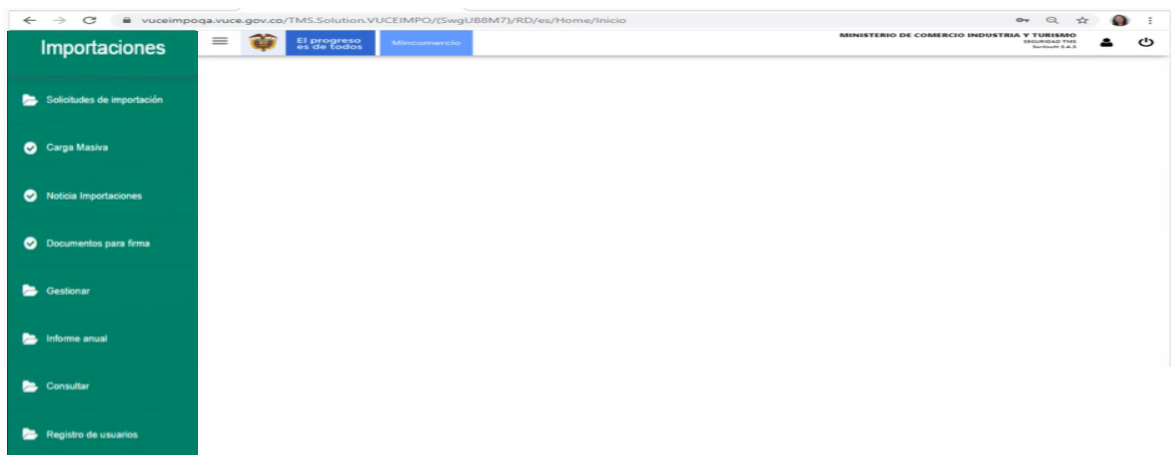 vuceimpoqa.vuce.gov.co/TMS.Solution.VUCEIMPO/(SwgUB8M7)/RD/es/Home/Inicio
Importaciones
El progreso
es de todos
Mincomercio
MINISTERIO DE COMERCIO INDUSTRIA Y TURISMO
SEGURIDAD TMS
Sertisoft S.A.S
Solicitudes de importación
Carga Masiva
Noticia Importaciones
Documentos para firma
Gestionar
Informe anual
Consultar
Registro de usuarios